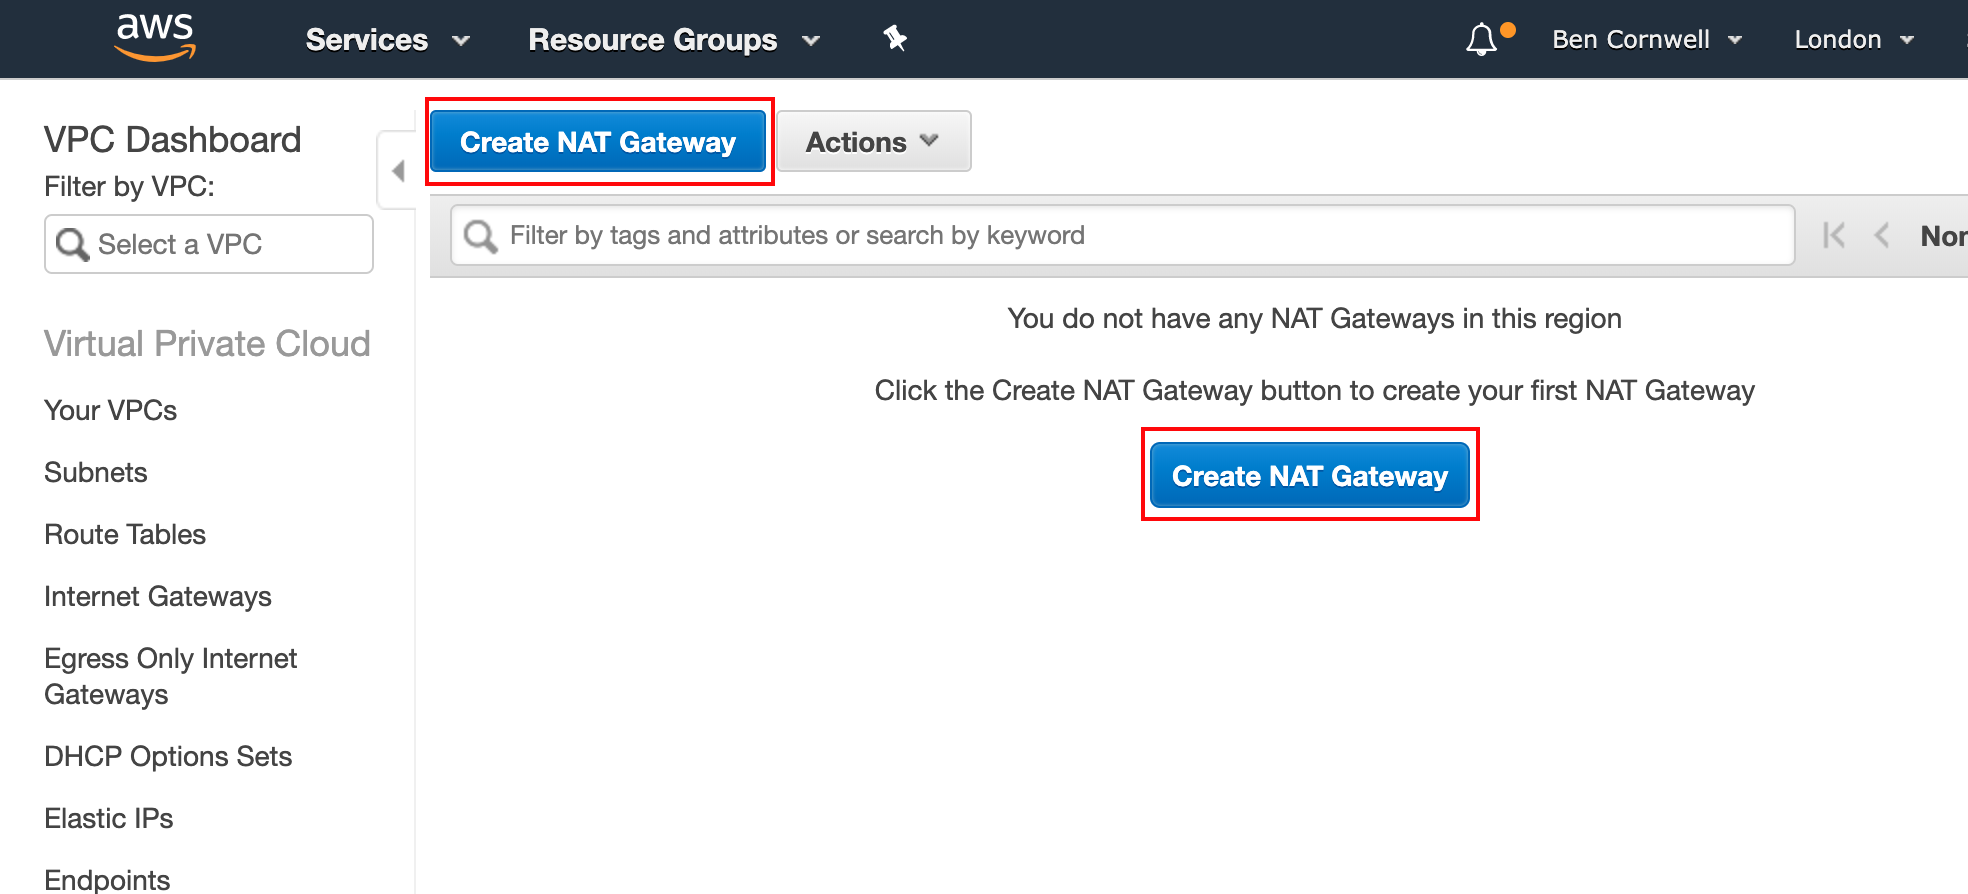 aws
Services
Resource Groups
Ben Cornwell
London
VPC Dashboard
Filter by VPC:
Select a VPC
Virtual Private Cloud
Your VPCs
Subnets
Route Tables
Internet Gateways
Egress Only Internet
Gateways
DHCP Options Sets
Elastic IPs
Endpoints
Create NAT Gateway
Actions
Filter by tags and attributes or search by keyword
You do not have any NAT Gateways in this region
Click the Create NAT Gateway button to create your first NAT Gateway
Create NAT Gateway